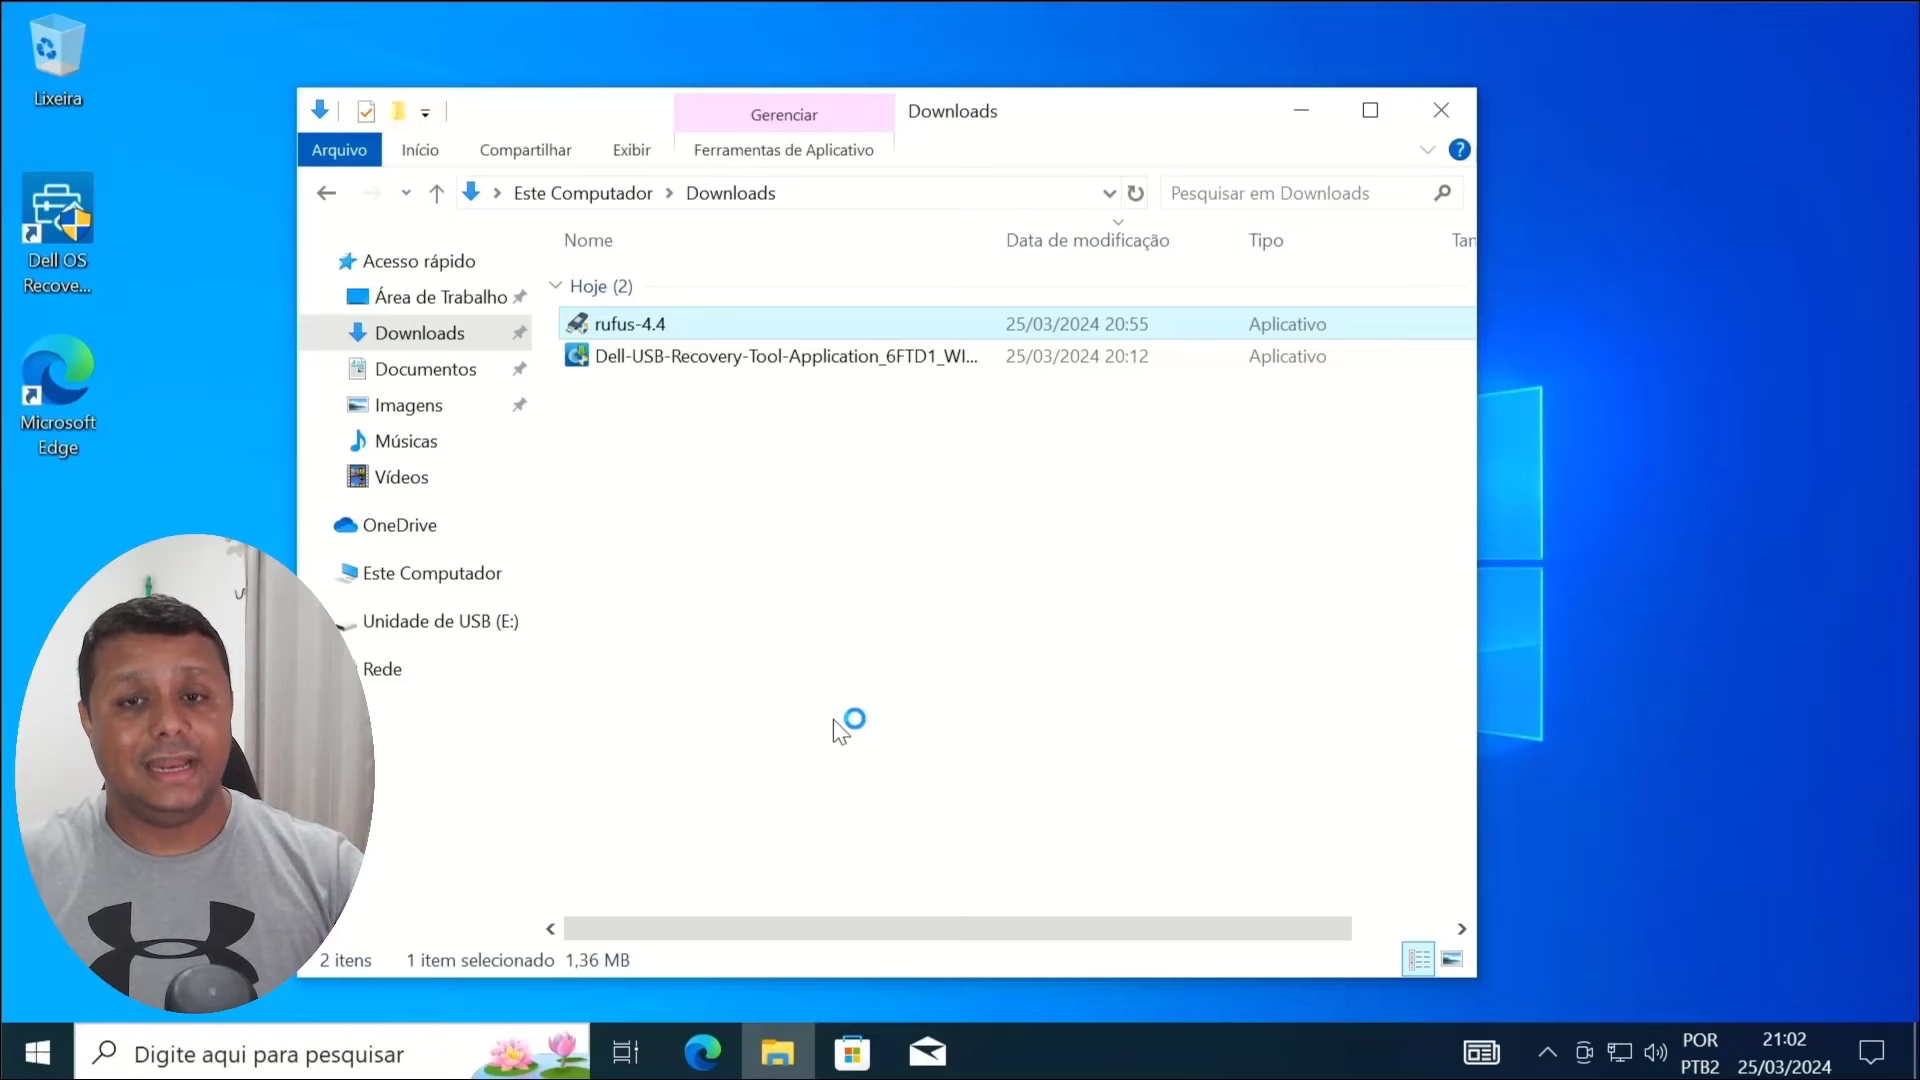 Lixeira
Dell OS
Recove...
Microsoft
Edge
Gerenciar
Downloads
Arquivo
Início
Compartilhar
Exibir
Ferramentas de Aplicativo
?
Este Computador > Downloads
Pesquisar em Downloads
Nome
Data de modificação
Tipo
Tar
Hoje (2)
rufus-4.4
25/03/2024 20:55
Aplicativo
Dell-USB-Recovery-Tool-Application_6FTD1_WI...
25/03/2024 20:12
Aplicativo
Acesso rápido
Área de Trabalho
Downloads
Documentos
Imagens
Músicas
Vídeos
OneDrive
Este Computador
Unidade de USB (E:)
Rede
2 itens
1 item selecionado 1,36 MB
Digite aqui para pesquisar
POR
PTB2
21:02
25/03/2024